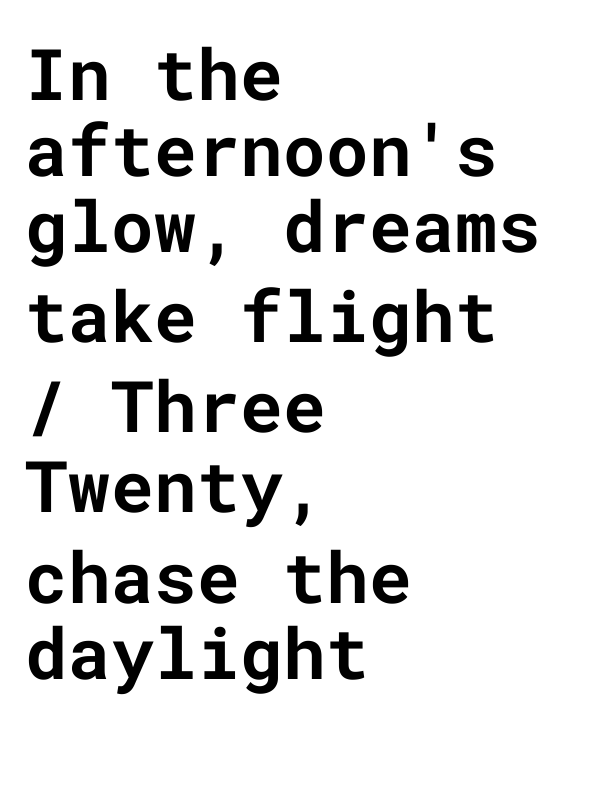 In the
afternoon's
glow, dreams
take flight
/ Three
Twenty,
chase the
daylight